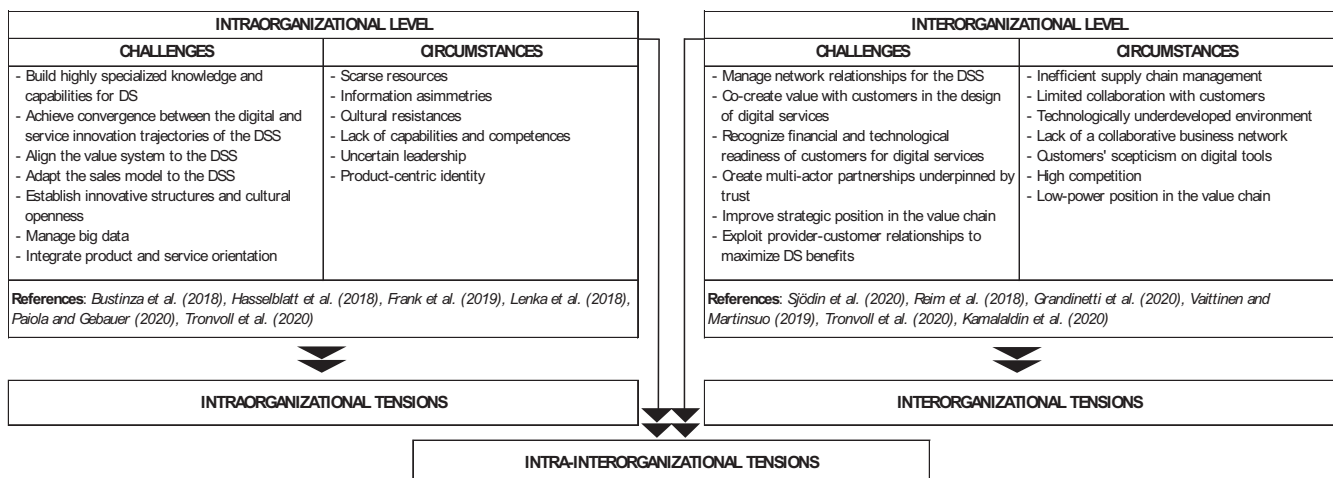 INTRAORGANIZATIONAL LEVEL
CHALLENGES
- Build highly specialized knowledge and
capabilities for DS
- Achieve convergence between the digital and
service innovation trajectories of the DSS
- Align the value system to the DSS
- Adapt the sales model to the DSS
- Establish innovative structures and cultural
openness
- Manage big data
- Integrate product and service orientation
CIRCUMSTANCES
- Scarse resources
- Information asimmetries
- Cultural resistances
- Lack of capabilities and competences
- Uncertain leadership
- Product-centric identity
References: Bustinza et al. (2018), Hasselblatt et al. (2018), Frank et al. (2019), Lenka et al. (2018),
Paiola and Gebauer (2020), Tronvoll et al. (2020)
INTRAORGANIZATIONAL TENSIONS
INTERORGANIZATIONAL LEVEL
CHALLENGES
- Manage network relationships for the DSS
- Co-create value with customers in the design
of digital services
- Recognize financial and technological
readiness of customers for digital services
- Create multi-actor partnerships underpinned by
trust
- Improve strategic position in the value chain
- Exploit provider-customer relationships to
maximize DS benefits
CIRCUMSTANCES
- Inefficient supply chain management
- Limited collaboration with customers
- Technologically underdeveloped environment
- Lack of a collaborative business network
- Customers' scepticism on digital tools
- High competition
- Low-power position in the value chain
References: Sjödin et al. (2020), Reim et al. (2018), Grandinetti et al. (2020), Vaittinen and
Martinsuo (2019), Tronvoll et al. (2020), Kamalaldin et al. (2020)
INTERORGANIZATIONAL TENSIONS
INTRA-INTERORGANIZATIONAL TENSIONS